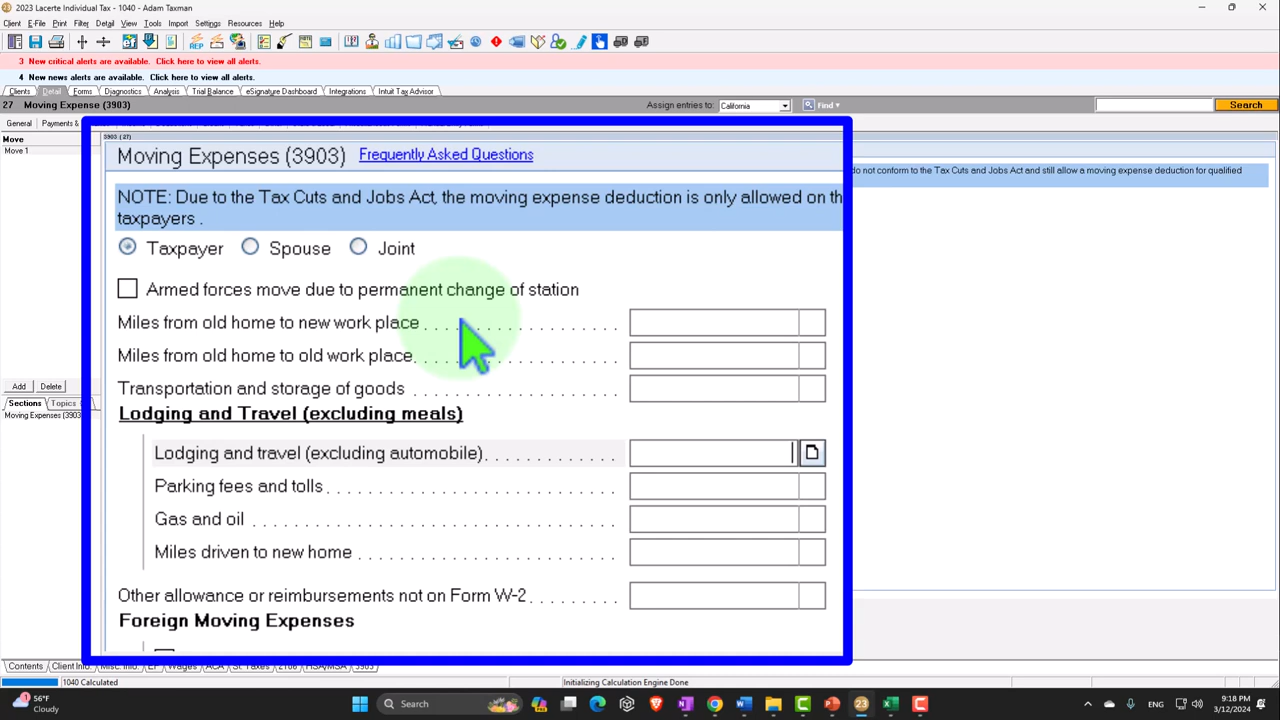 2023 Lacerte Individual Tax - 1040 - Adam Taxman
Client E-File Print Filter Detail View Tools Import Settings Resources Help
3 New critical alerts are available. Click here to view all alerts.
4 New news alerts are available. Click here to view all alerts.
Clients Detail Forms Diagnostics Analysis Trial Balance eSignature Dashboard Integrations Intuit Tax Advisor
27 Moving Expense (3903) Assign entries to: California Find Search
General Payments &
Move
Move 1
3903 (27)
Moving Expenses (3903) Frequently Asked Questions
NOTE: Due to the Tax Cuts and Jobs Act, the moving expense deduction is only allowed on th
do not conform to the Tax Cuts and Jobs Act and still allow a moving expense deduction for qualified
taxpayers .
Taxpayer Spouse Joint
Armed forces move due to permanent change of station
Miles from old home to new work place
Miles from old home to old work place
Transportation and storage of goods
Add Delete
Sections Topics
Moving Expenses (3903)
Lodging and Travel (excluding meals)
Lodging and travel (excluding automobile)
Parking fees and tolls
Gas and oil
Miles driven to new home
Other allowance or reimbursements not on Form W-2
Foreign Moving Expenses
Contents Client Info. Misc. Info. EF Wages ACA St. Taxes 2106 HSA/MSA 3903
1040 Calculated Initializing Calculation Engine Done
56°F
Cloudy
Search
23
ENG
9:18 PM
3/12/2024